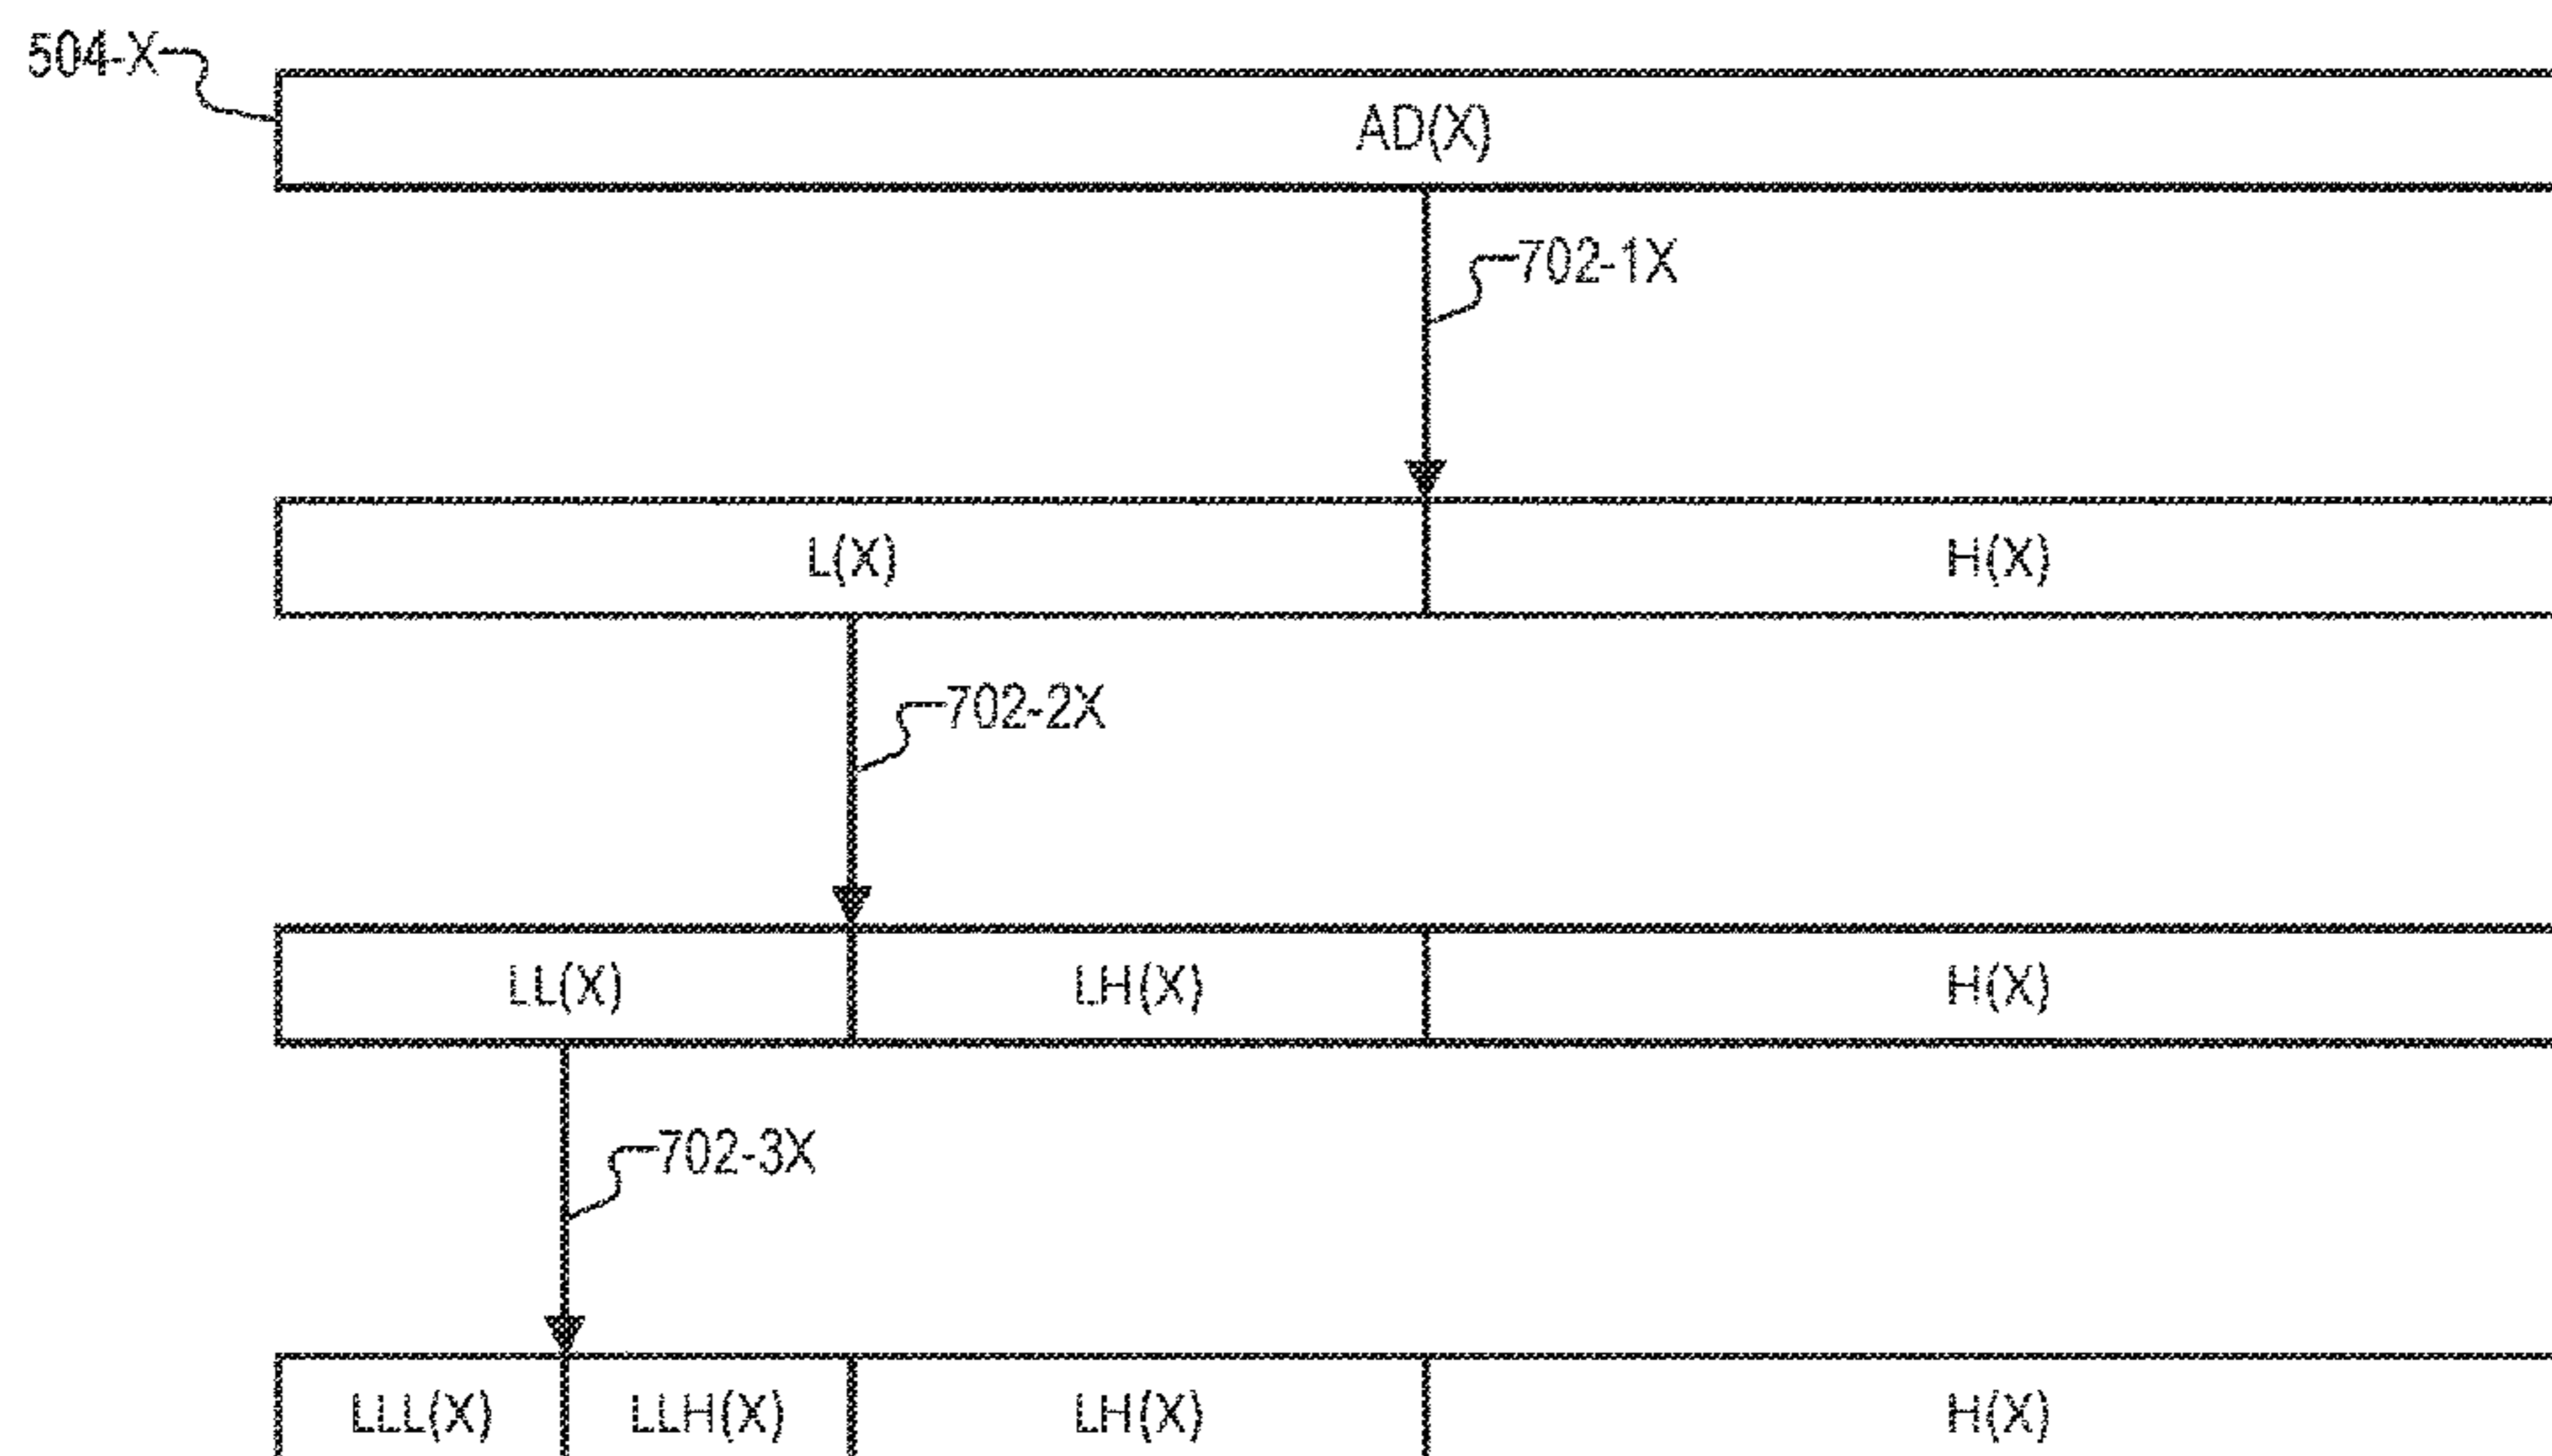 504-X
AD(X)
702-1X
L(X) H(X)
702-2X
LL(X) LH(X) H(X)
702-3X
LLL(X) LLH(X) LH(X) H(X)